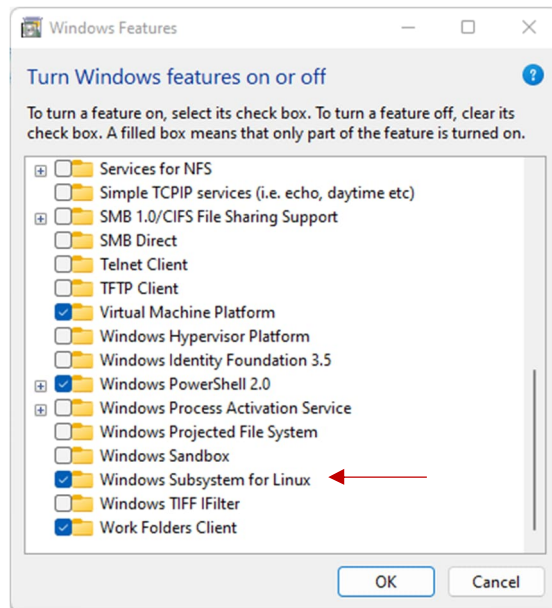 Windows Features
Turn Windows features on or off
To turn a feature on, select its check box. To turn a feature off, clear its
check box. A filled box means that only part of the feature is turned on.
Services for NFS
Simple TCPIP services (i.e. echo, daytime etc)
SMB 1.0/CIFS File Sharing Support
SMB Direct
Telnet Client
TFTP Client
Virtual Machine Platform
Windows Hypervisor Platform
Windows Identity Foundation 3.5
Windows PowerShell 2.0
Windows Process Activation Service
Windows Projected File System
Windows Sandbox
Windows Subsystem for Linux
Windows TIFF IFilter
Work Folders Client
OK Cancel